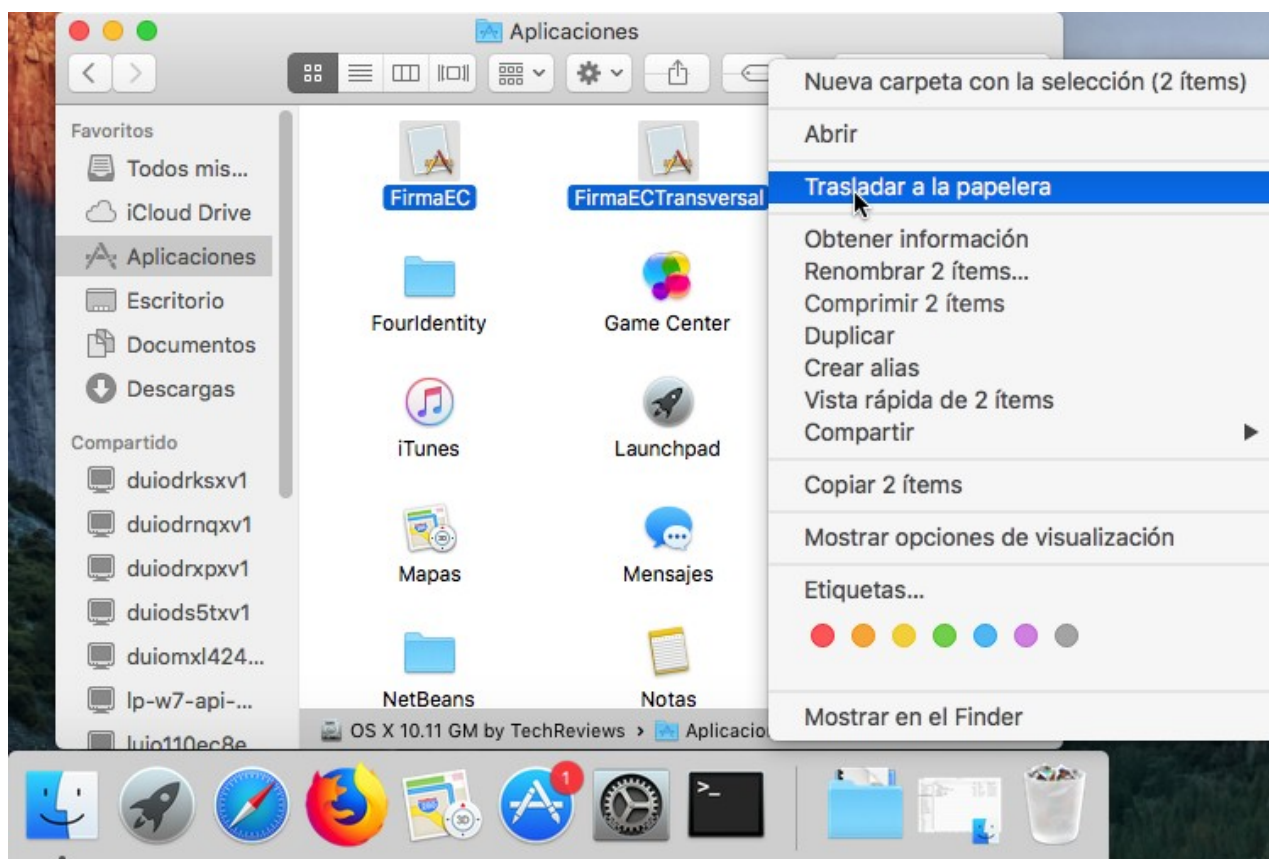 Aplicaciones
Favoritos
Todos mis...
iCloud Drive
Aplicaciones
Escritorio
Documentos
Descargas
Compartido
duiodrksxv1
duiodrnqxv1
duiodrxpxv1
duiods5txv1
duiomxl424...
lp-w7-api-...
FirmaEC
FirmaECTransversal
FourIdentity
Game Center
iTunes
Launchpad
Mapas
Mensajes
NetBeans
Notas
OS X 10.11 GM by TechReviews › Aplicacio
Nueva carpeta con la selección (2 ítems)
Abrir
Trasladar a la papelera
Obtener información
Renombrar 2 ítems...
Comprimir 2 ítems
Duplicar
Crear alias
Vista rápida de 2 ítems
Compartir
Copiar 2 ítems
Mostrar opciones de visualización
Etiquetas...
Mostrar en el Finder
1
>_
3D